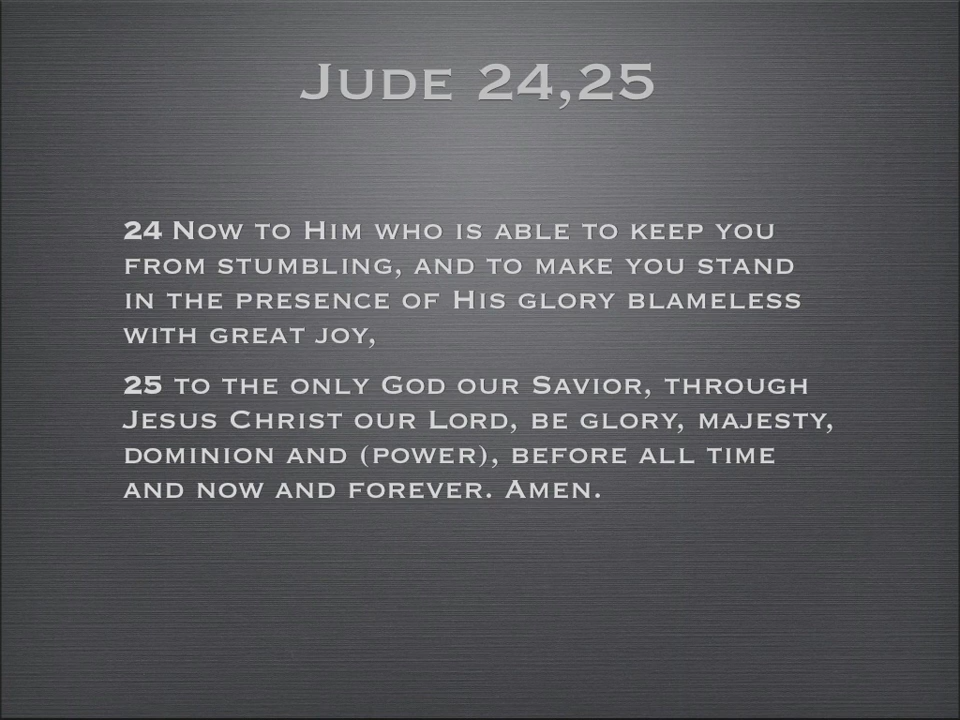 Jude 24,25
24 Now to Him who is able to keep you
from stumbling, and to make you stand
in the presence of His glory blameless
with great joy,
25 to the only God our Savior, through
Jesus Christ our Lord, be glory, majesty,
dominion and (power), before all time
and now and forever. Amen.